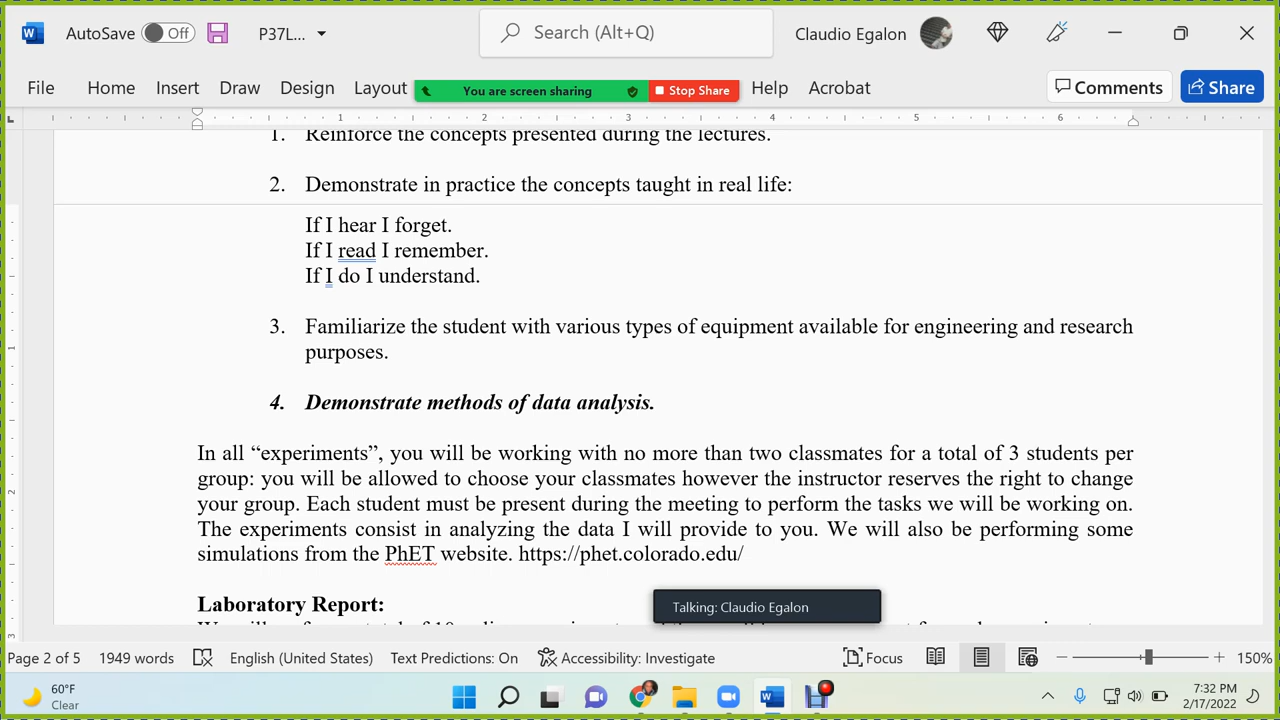 AutoSave Off P37L... Search (Alt+Q) Claudio Egalon
File Home Insert Draw Design Layout You are screen sharing Stop Share Help Acrobat Comments Share
1 2 3 4 5 6
1. Reinforce the concepts presented during the lectures.
2. Demonstrate in practice the concepts taught in real life:
If I hear I forget.
If I read I remember.
If I do I understand.
3. Familiarize the student with various types of equipment available for engineering and research
purposes.
4. Demonstrate methods of data analysis.
In all “experiments”, you will be working with no more than two classmates for a total of 3 students per
group: you will be allowed to choose your classmates however the instructor reserves the right to change
your group. Each student must be present during the meeting to perform the tasks we will be working on.
The experiments consist in analyzing the data I will provide to you. We will also be performing some
simulations from the PhET website. https://phet.colorado.edu/
Laboratory Report:
Talking: Claudio Egalon
Page 2 of 5 1949 words English (United States) Text Predictions: On Accessibility: Investigate Focus 150%
60°F
Clear
7:32 PM
2/17/2022